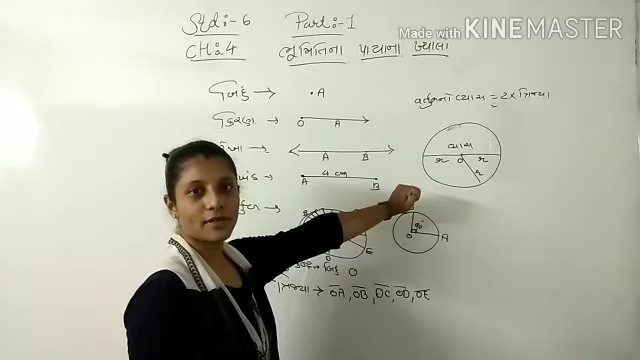 Std:-6 Part:-1
Made with KINEMASTER
CH:4 ભૂમિતિના પાયાના ખ્યાલો
બિંદુ → •A
કિરણ → O A
A B
4 cm
A B
વર્તુળનો વ્યાસ = 2 × ત્રિજ્યા
વ્યાસ
r O r
r
90°
O A
E
O
ત્રિજ્યા → OA, OB, OC, OD, OE